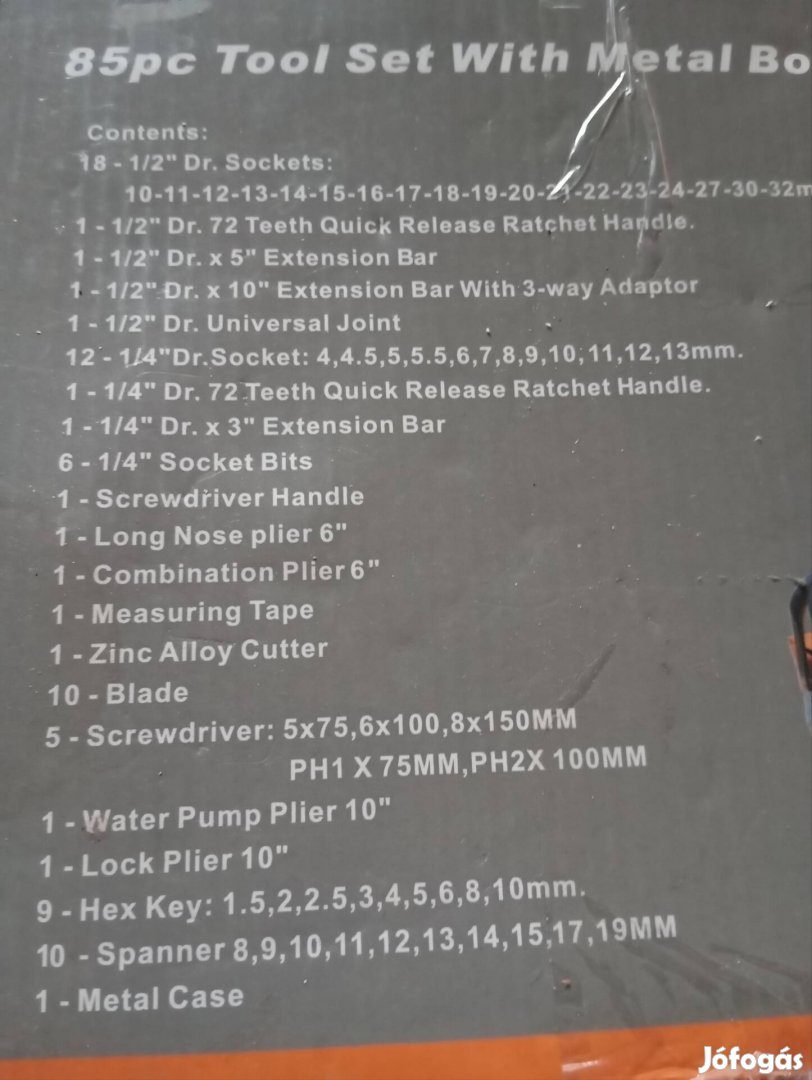 85pc Tool Set With Metal Bo
Contents:
18 - 1/2" Dr. Sockets:
10-11-12-13-14-15-16-17-18-19-20-21-22-23-24-27-30-32m
1 - 1/2" Dr. 72 Teeth Quick Release Ratchet Handle.
1 - 1/2" Dr. x 5" Extension Bar
1 - 1/2" Dr. x 10" Extension Bar With 3-way Adaptor
1 - 1/2" Dr. Universal Joint
12 - 1/4"Dr.Socket: 4,4.5,5,5.5,6,7,8,9,10,11,12,13mm.
1 - 1/4" Dr. 72 Teeth Quick Release Ratchet Handle.
1 - 1/4" Dr. x 3" Extension Bar
6 - 1/4" Socket Bits
1 - Screwdriver Handle
1 - Long Nose plier 6"
1 - Combination Plier 6"
1 - Measuring Tape
1 - Zinc Alloy Cutter
10 - Blade
5 - Screwdriver: 5x75,6x100,8x150MM
PH1 X 75MM,PH2X 100MM
1 - Water Pump Plier 10"
1 - Lock Plier 10"
9 - Hex Key: 1.5,2,2.5,3,4,5,6,8,10mm.
10 - Spanner 8,9,10,11,12,13,14,15,17,19MM
1 - Metal Case
Jófogás